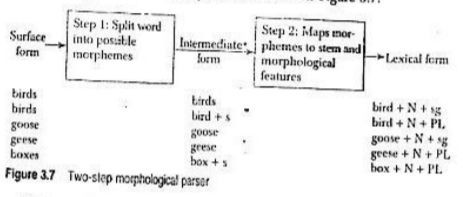 Step 1: Split word
into possible
morphemes
Surface
form
Intermediate
form
Step 2: Maps mor-
phemes to stem and
morphological
features
Lexical form
birds
birds
goose
geese
boxes
birds
bird + s
goose
geese
box + s
bird + N + sg
bird + N + PL
goose + N + sg
geese + N + PL
box + N + PL
Figure 3.7 Two-step morphological parser